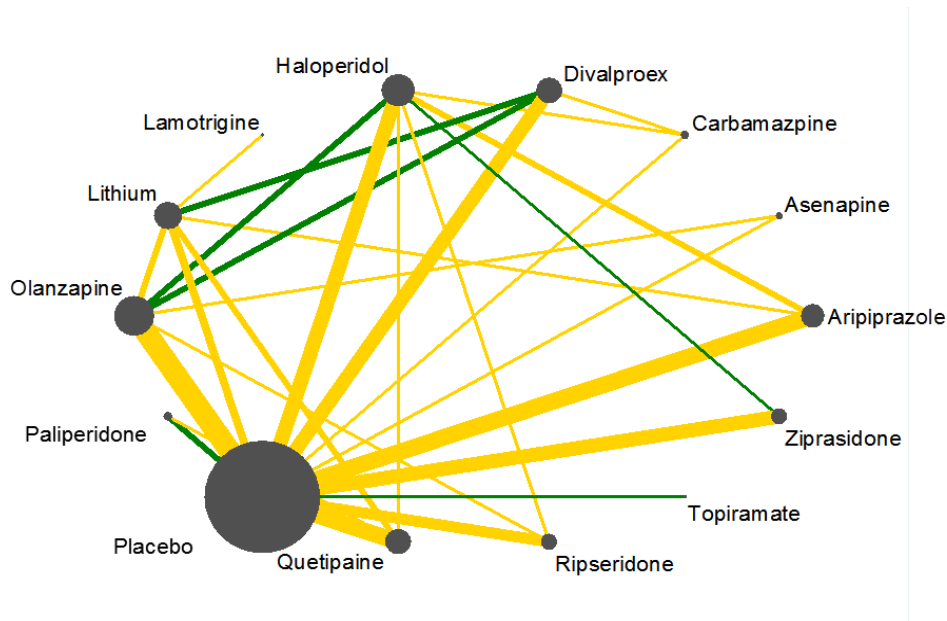 Haloperidol
Divalproex
Lamotrigine
Carbamazpine
Lithium
Asenapine
Olanzapine
Aripiprazole
Paliperidone
Ziprasidone
Topiramate
Placebo
Quetipaine
Ripseridone